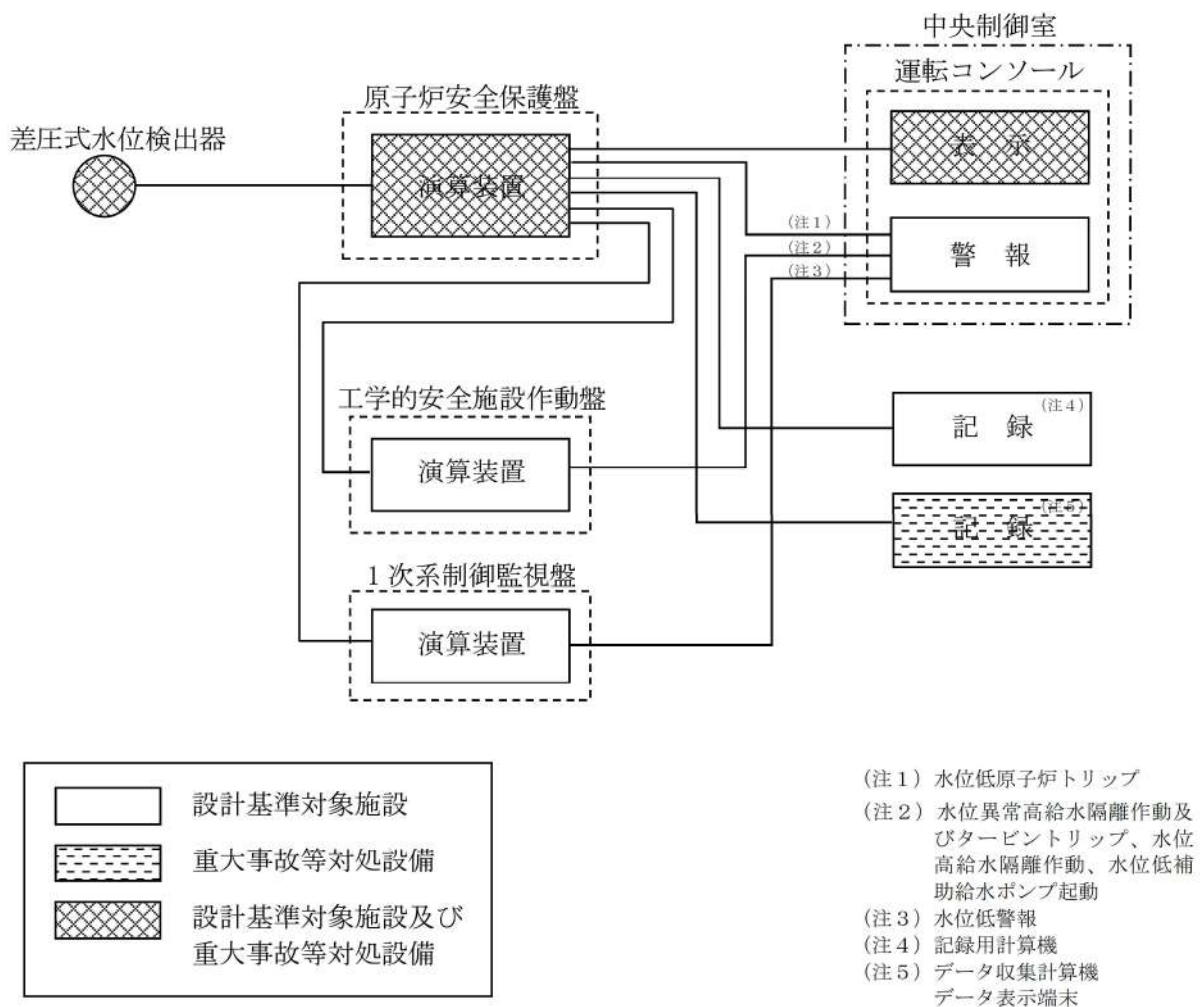 中央制御室
運転コンソール
原子炉安全保護盤
差圧式水位検出器
表　示
演算装置
(注１)
(注２)
(注３)
警　報
記　録
(注４)
工学的安全施設作動盤
演算装置
記　録
(注５)
１次系制御監視盤
演算装置
設計基準対象施設
重大事故等対処設備
設計基準対象施設及び
重大事故等対処設備
(注１) 水位低原子炉トリップ
(注２) 水位異常高給水隔離作動及
びタービントリップ、水位
高給水隔離作動、水位低補
助給水ポンプ起動
(注３) 水位低警報
(注４) 記録用計算機
(注５) データ収集計算機
データ表示端末